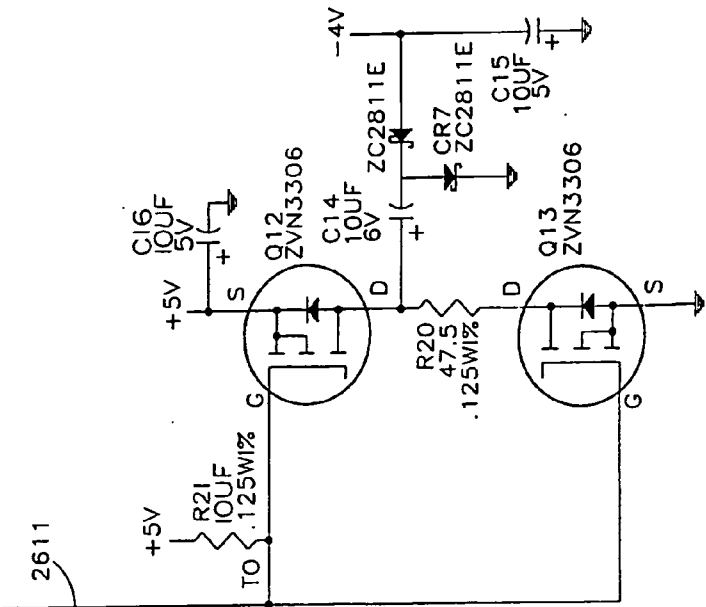 2611
+5V
R21
10UF
.125W1%
TO
G
+5V
S
C16
10UF
5V
+
Q12
ZVN3306
D
C14
10UF
6V
+
-4V
ZC2811E
CR7
ZC2811E
C15
10UF
5V
+
R20
47.5
.125W1%
D
Q13
ZVN3306
G
S